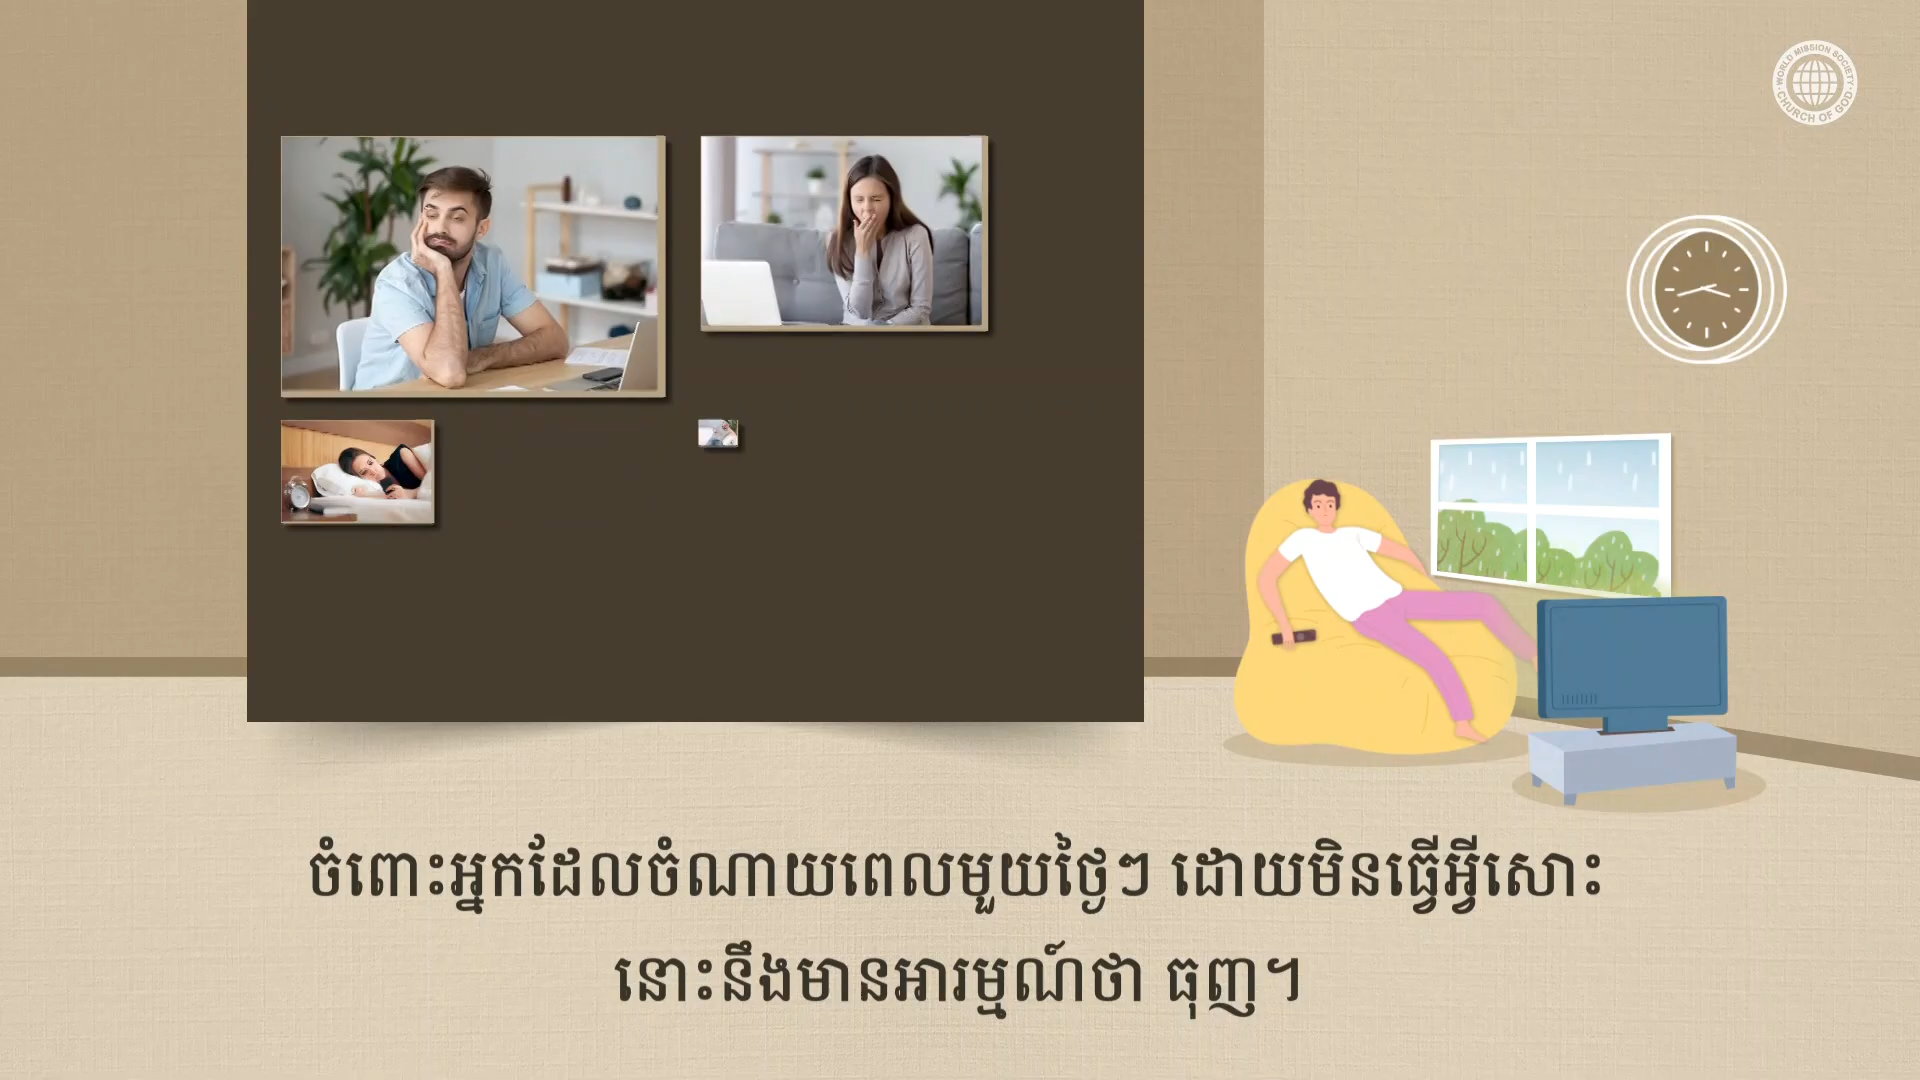 WORLD MISSION SOCIETY
CHURCH OF GOD
ចំពោះអ្នកដែលចំណាយពេលមួយថ្ងៃៗ ដោយមិនធ្វើអ្វីសោះ
នោះនឹងមានអារម្មណ៍ថា ធុញ។